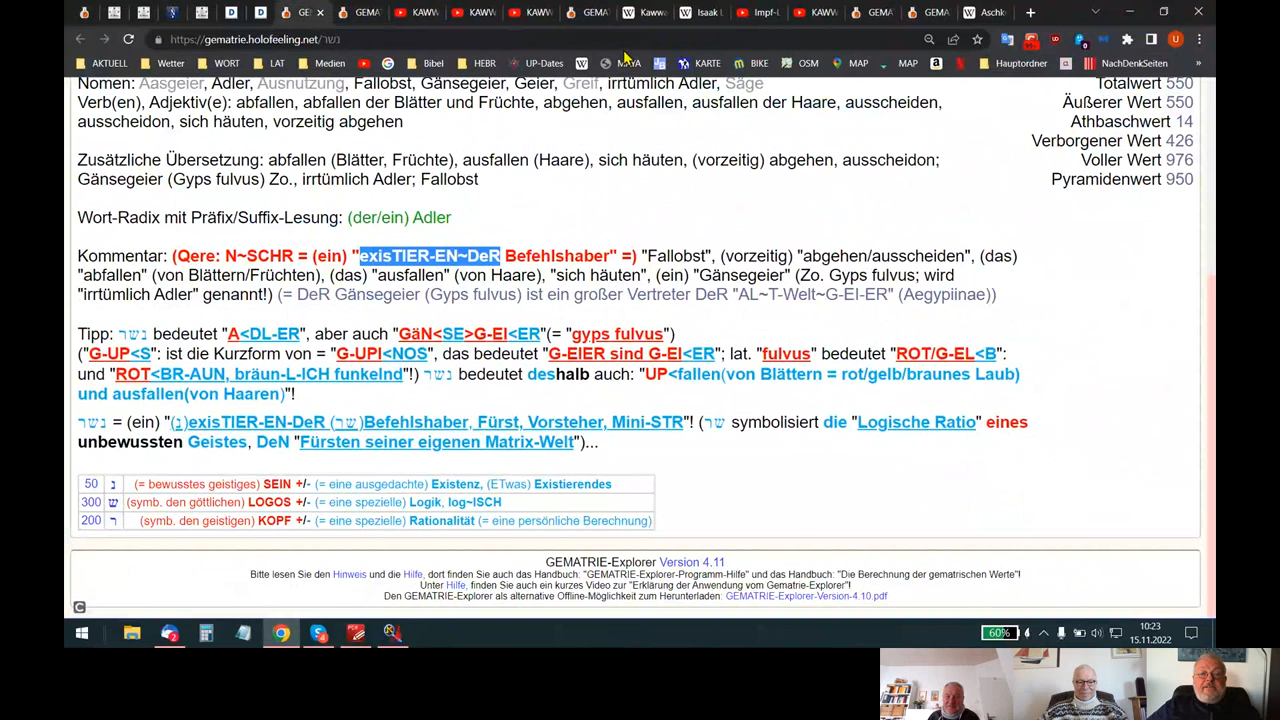 GEI
GEMA
KAWW
KAWW
KAWW
GEMA
Kaww
Isaak L
Impf-L
KAWW
GEMA
GEMA
Aschk
https://gematrie.holofeeling.net/נשר
AKTUELL Wetter WORT LAT Medien Bibel HEBR UP-Dates MAYA KARTE BIKE OSM MAP MAP Hauptordner NachDenkSeiten
Nomen: Aasgeier, Adler, Ausnutzung, Fallobst, Gänsegeier, Geier, Greif, irrtümlich Adler, Säge
Totalwert 550
Verb(en), Adjektiv(e): abfallen, abfallen der Blätter und Früchte, abgehen, ausfallen, ausfallen der Haare, ausscheiden,
Äußerer Wert 550
ausscheidon, sich häuten, vorzeitig abgehen
Athbaschwert 14
Verborgener Wert 426
Zusätzliche Übersetzung: abfallen (Blätter, Früchte), ausfallen (Haare), sich häuten, (vorzeitig) abgehen, ausscheidon;
Voller Wert 976
Gänsegeier (Gyps fulvus) Zo., irrtümlich Adler; Fallobst
Pyramidenwert 950
Wort-Radix mit Präfix/Suffix-Lesung: (der/ein) Adler
Kommentar: (Qere: N~SCHR = (ein) "exisTIER-EN~DeR Befehlshaber" =) "Fallobst", (vorzeitig) "abgehen/ausscheiden", (das)
"abfallen" (von Blättern/Früchten), (das) "ausfallen" (von Haare), "sich häuten", (ein) "Gänsegeier" (Zo. Gyps fulvus; wird
"irrtümlich Adler" genannt!) (= DeR Gänsegeier (Gyps fulvus) ist ein großer Vertreter DeR "AL~T-Welt~G-EI-ER" (Aegypiinae))
Tipp: נשר bedeutet "A<DL-ER", aber auch "GäN<SE>G-EI<ER"(= "gyps fulvus")
("G-UP<S": ist die Kurzform von = "G-UPI<NOS", das bedeutet "G-EIER sind G-EI<ER"; lat. "fulvus" bedeutet "ROT/G-EL<B":
und "ROT<BR-AUN, bräun-L-ICH funkelnd"!) נשר bedeutet deshalb auch: "UP<fallen(von Blättern = rot/gelb/braunes Laub)
und ausfallen(von Haaren)"!
נשר = (ein) "(נ)exisTIER-EN-DeR (שר)Befehlshaber, Fürst, Vorsteher, Mini-STR"! (שר symbolisiert die "Logische Ratio" eines
unbewussten Geistes, DeN "Fürsten seiner eigenen Matrix-Welt")...
50 נ (= bewusstes geistiges) SEIN +/- (= eine ausgedachte) Existenz, (ETwas) Existierendes
300 ש (symb. den göttlichen) LOGOS +/- (= eine spezielle) Logik, log~ISCH
200 ר (symb. den geistigen) KOPF +/- (= eine spezielle) Rationalität (= eine persönliche Berechnung)
GEMATRIE-Explorer Version 4.11
Bitte lesen Sie den Hinweis und die Hilfe, dort finden Sie auch das Handbuch: "GEMATRIE-Explorer-Programm-Hilfe" und das Handbuch: "Die Berechnung der gematrischen Werte"!
Unter Hilfe, finden Sie auch ein kurzes Video zur "Erklärung der Anwendung vom Gematrie-Explorer"!
Den GEMATRIE-Explorer als alternative Offline-Möglichkeit zum Herunterladen: GEMATRIE-Explorer-Version-4.10.pdf
60%
10:23
15.11.2022